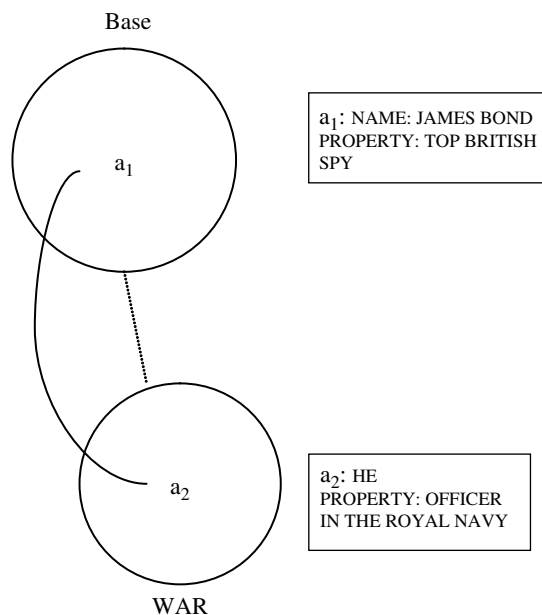 Base
a1: NAME: JAMES BOND
PROPERTY: TOP BRITISH
SPY
a1
a2: HE
PROPERTY: OFFICER
IN THE ROYAL NAVY
a2
WAR